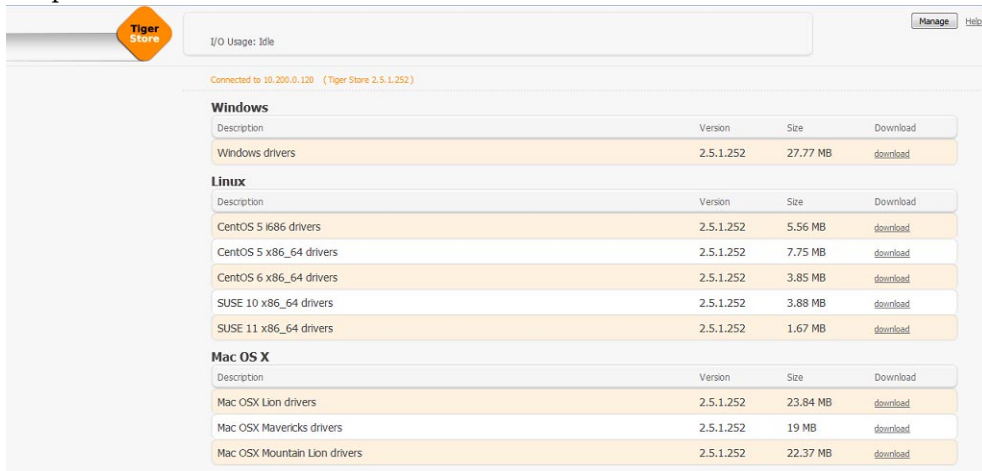 Tiger
Store
I/O Usage: Idle
Manage Help
Connected to 10.200.0.120 ( Tiger Store 2.5.1.252 )
Windows
Description Version Size Download
Windows drivers 2.5.1.252 27.77 MB download
Linux
Description Version Size Download
CentOS 5 i686 drivers 2.5.1.252 5.56 MB download
CentOS 5 x86_64 drivers 2.5.1.252 7.75 MB download
CentOS 6 x86_64 drivers 2.5.1.252 3.85 MB download
SUSE 10 x86_64 drivers 2.5.1.252 3.88 MB download
SUSE 11 x86_64 drivers 2.5.1.252 1.67 MB download
Mac OS X
Description Version Size Download
Mac OSX Lion drivers 2.5.1.252 23.84 MB download
Mac OSX Mavericks drivers 2.5.1.252 19 MB download
Mac OSX Mountain Lion drivers 2.5.1.252 22.37 MB download